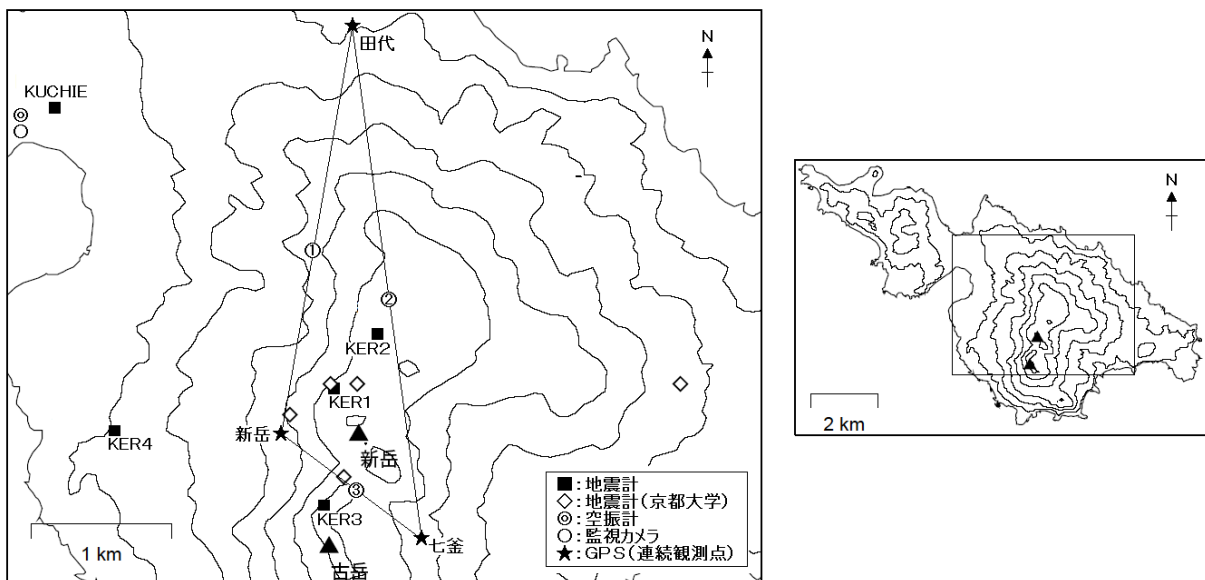 田代
N
KUCHIE
①
②
KER2
KER1
新岳
新岳
KER4
③
KER3
七釜
古岳
1 km
■：地震計
◇：地震計（京都大学）
◎：空振計
○：監視カメラ
★：GPS（連続観測点）
N
2 km